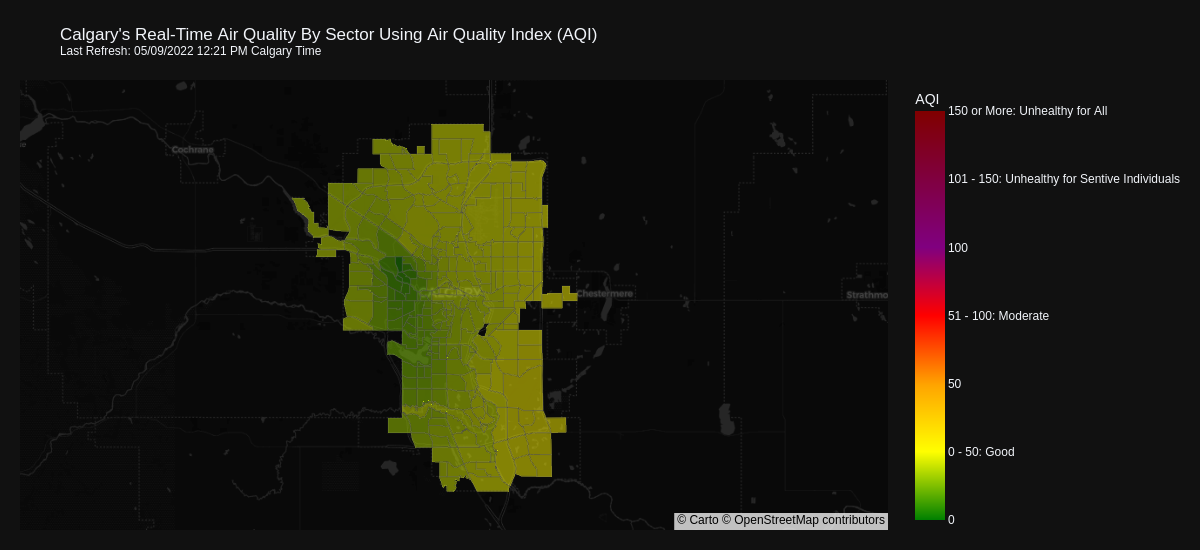 Calgary's Real-Time Air Quality By Sector Using Air Quality Index (AQI)
Last Refresh: 05/09/2022 12:21 PM Calgary Time
AQI
150 or More: Unhealthy for All
101 - 150: Unhealthy for Sentive Individuals
100
51 - 100: Moderate
50
0 - 50: Good
0
Cochrane
CALGARY
Chestermere
Strathmo
© Carto © OpenStreetMap contributors